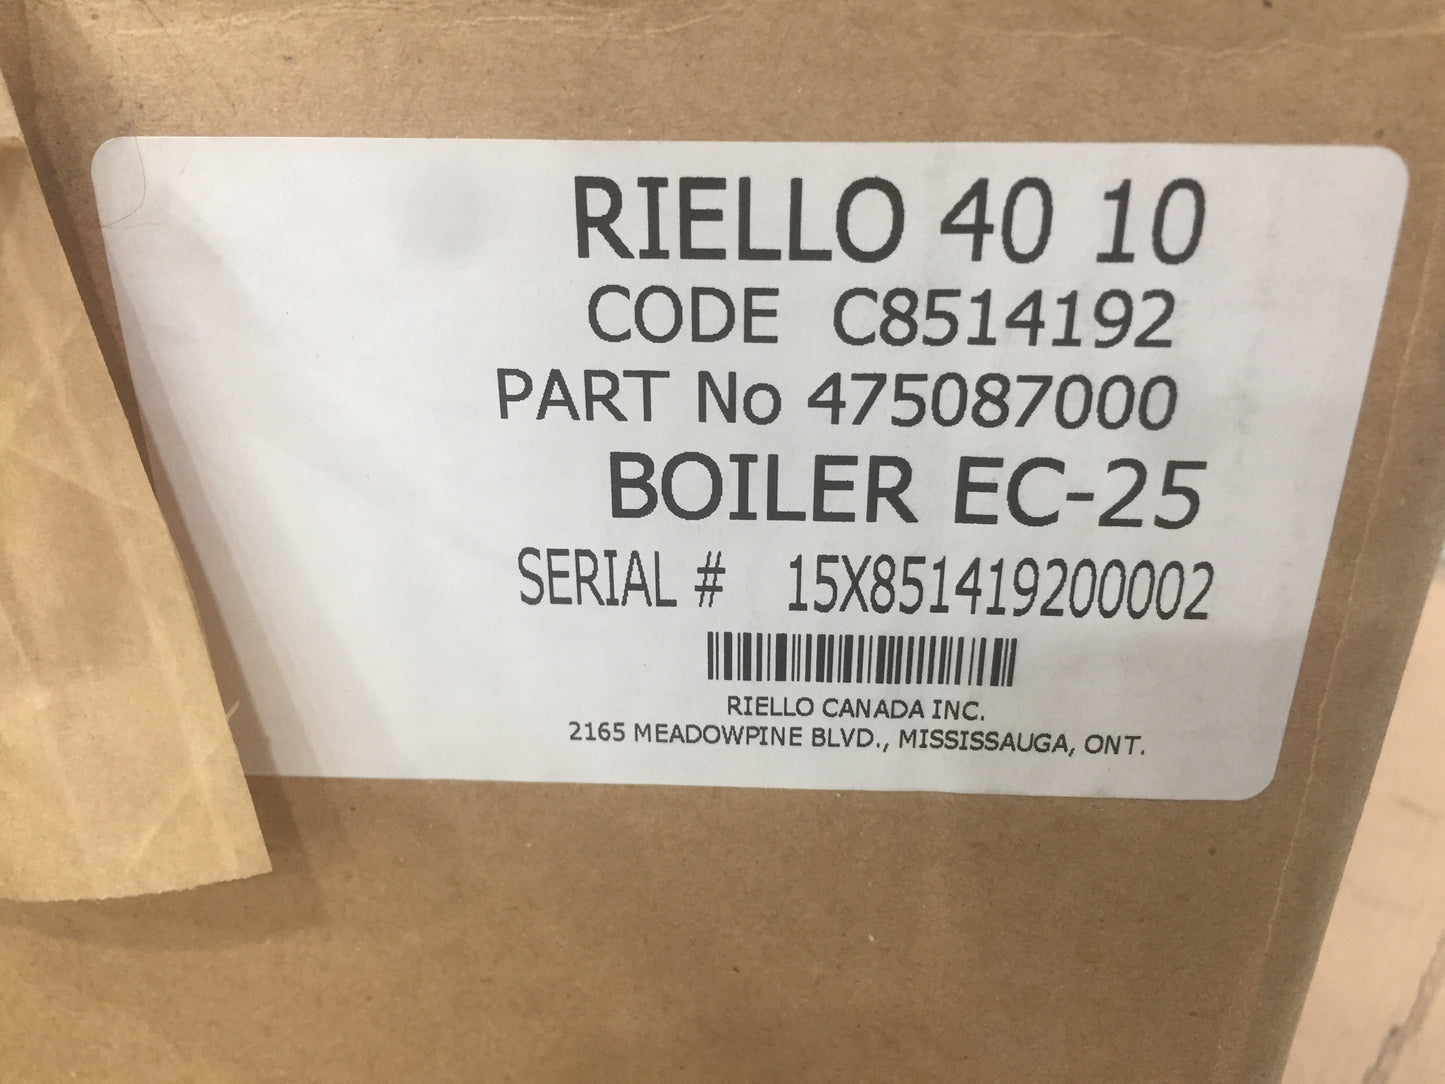 RIELLO 40 10
CODE C8514192
PART No 475087000
BOILER EC-25
SERIAL # 15X851419200002
RIELLO CANADA INC.
2165 MEADOWPINE BLVD., MISSISSAUGA, ONT.